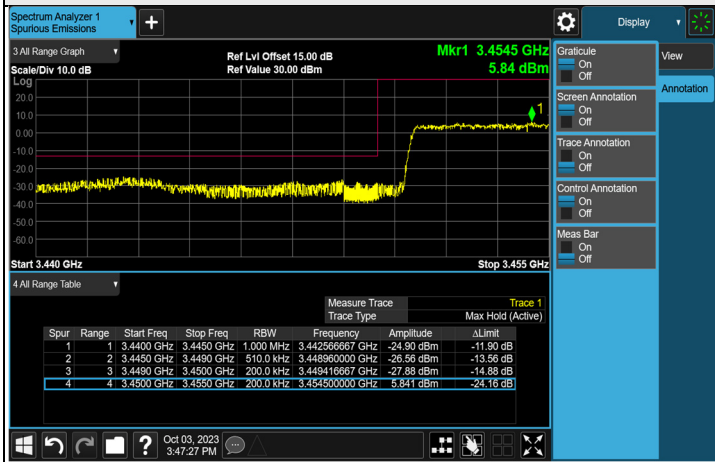 Spectrum Analyzer 1
Spurious Emissions
Display
3 All Range Graph
Ref Lvl Offset 15.00 dB
Mkr1 3.4545 GHz
Scale/Div 10.0 dB
Ref Value 30.00 dBm
5.84 dBm
Log
20.0
10.0
0.00
-10.0
-20.0
-30.0
-40.0
-50.0
-60.0
1
Start 3.440 GHz
Stop 3.455 GHz
4 All Range Table
Measure Trace Trace 1
Trace Type Max Hold (Active)
Spur Range Start Freq Stop Freq RBW Frequency Amplitude ΔLimit
1 1 3.4400 GHz 3.4450 GHz 1.000 MHz 3.442566667 GHz -24.90 dBm -11.90 dB
2 2 3.4450 GHz 3.4490 GHz 510.0 kHz 3.448960000 GHz -26.56 dBm -13.56 dB
3 3 3.4490 GHz 3.4500 GHz 200.0 kHz 3.449416667 GHz -27.88 dBm -14.88 dB
4 4 3.4500 GHz 3.4550 GHz 200.0 kHz 3.454500000 GHz 5.841 dBm -24.16 dB
Graticule
On
Off
Screen Annotation
On
Off
Trace Annotation
On
Off
Control Annotation
On
Off
Meas Bar
On
Off
View
Annotation
?
Oct 03, 2023
3:47:27 PM